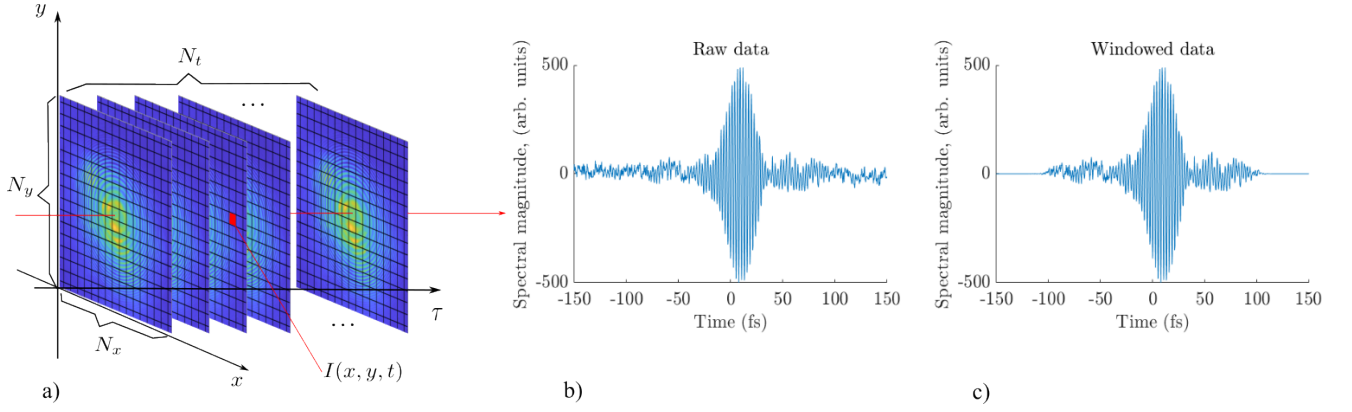 y
N_t
...
N_y
τ
N_x
...
x
I(x, y, t)
a)
Raw data
Spectral magnitude, (arb. units)
500
0
-500
-150 -100 -50 0 50 100 150
Time (fs)
b)
Windowed data
Spectral magnitude, (arb. units)
500
0
-500
-150 -100 -50 0 50 100 150
Time (fs)
c)